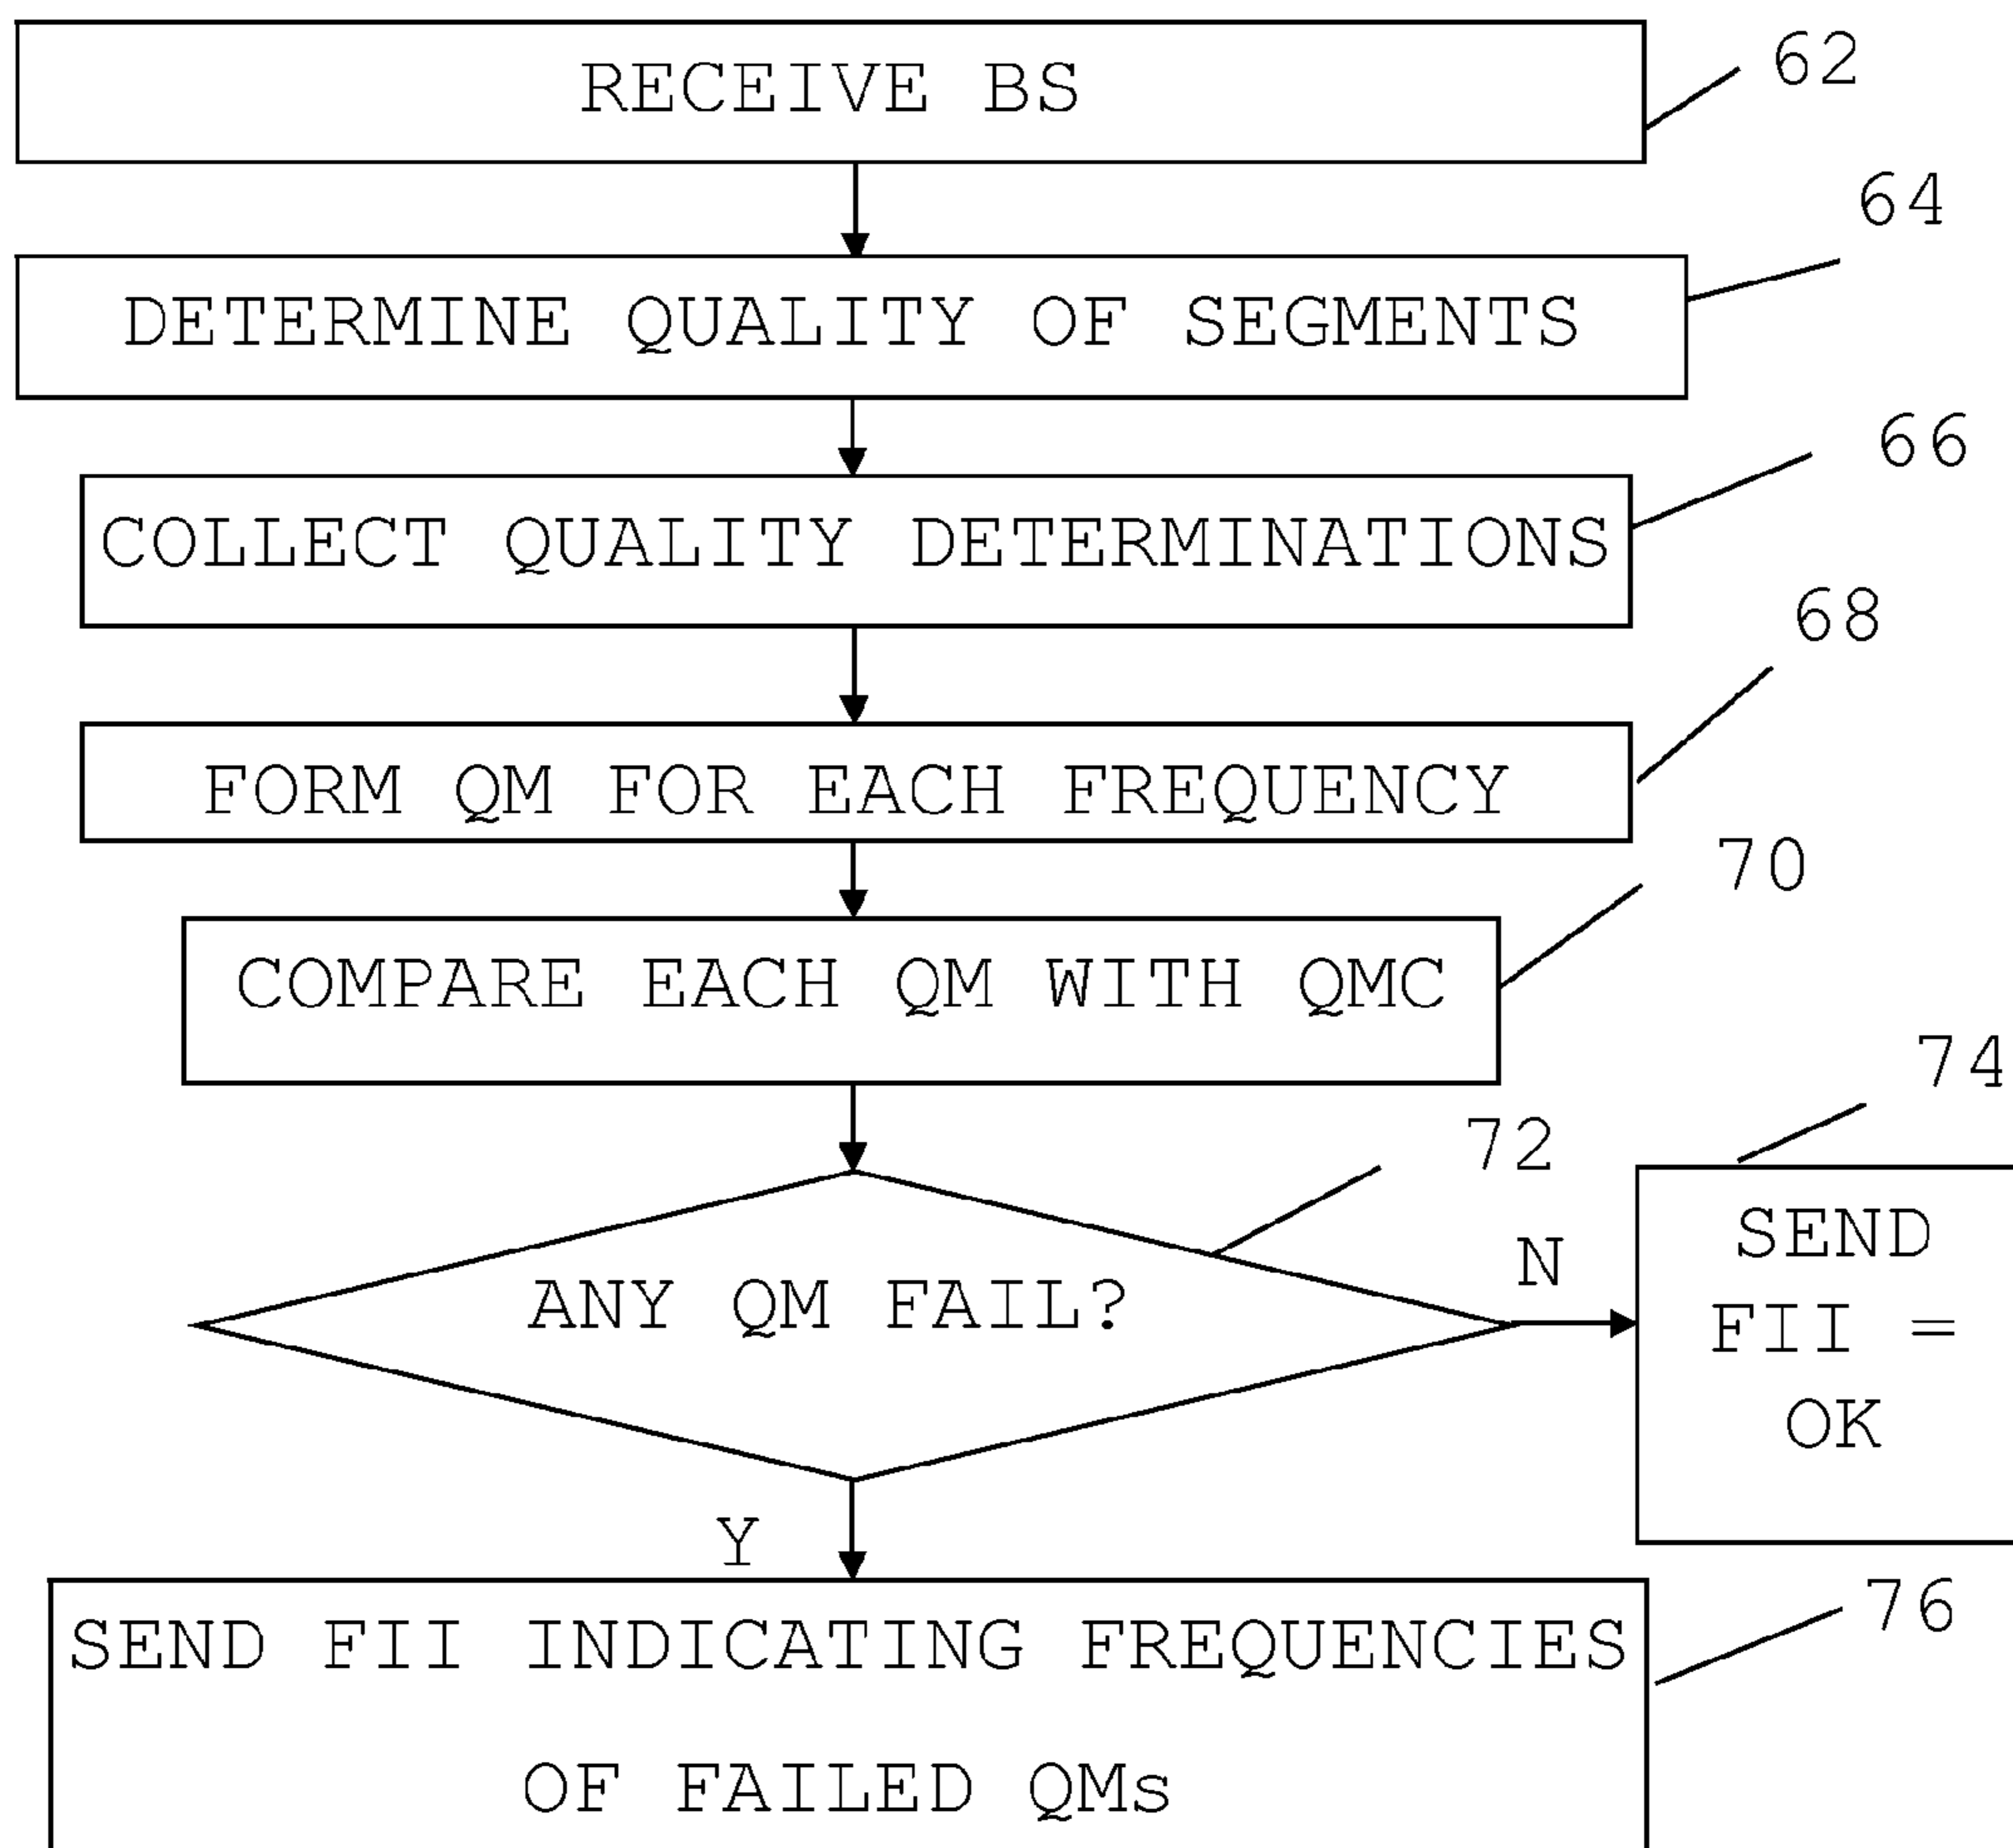 RECEIVE BS
62
64
DETERMINE QUALITY OF SEGMENTS
66
COLLECT QUALITY DETERMINATIONS
68
FORM QM FOR EACH FREQUENCY
70
COMPARE EACH QM WITH QMC
74
72
ANY QM FAIL?
N
SEND
FII =
OK
Y
76
SEND FII INDICATING FREQUENCIES
OF FAILED QMs